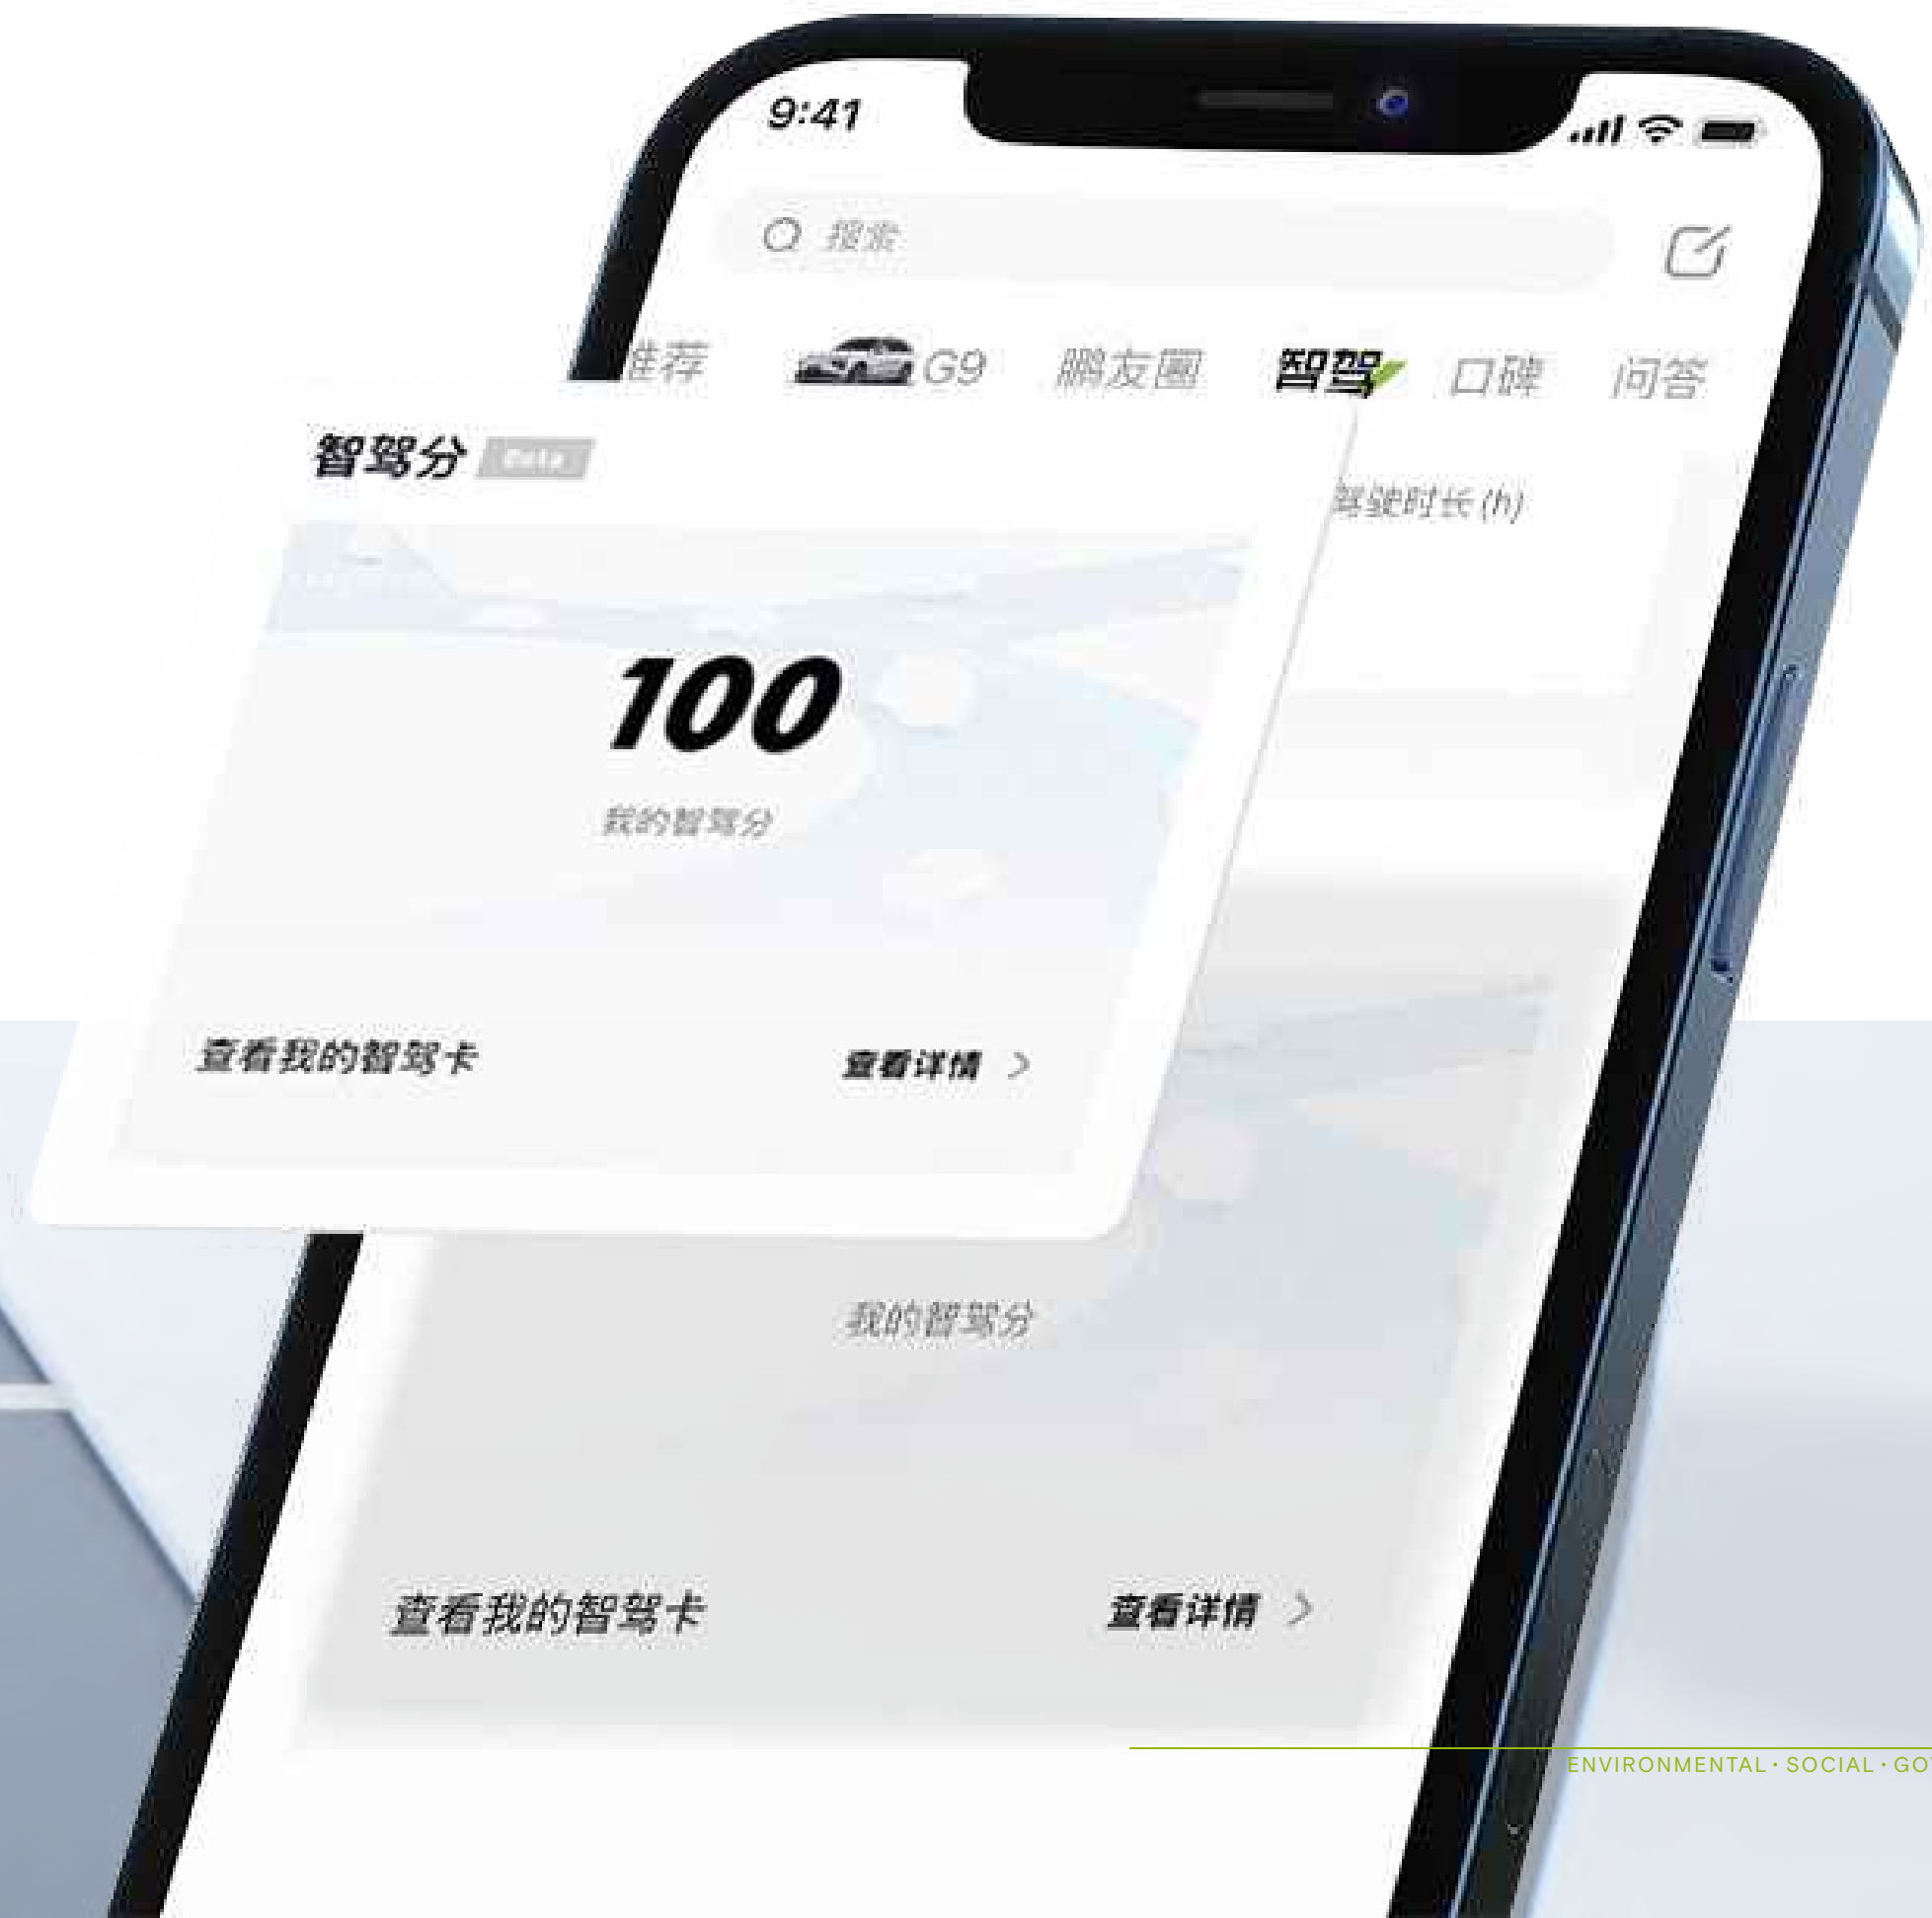 9:41
搜索
推荐 G9 鹏友圈 智驾 口碑 问答
智驾分 Beta
驾驶时长 (h)
100
我的智驾分
查看我的智驾卡 查看详情
我的智驾分
查看我的智驾卡 查看详情
ENVIRONMENTAL · SOCIAL · GO